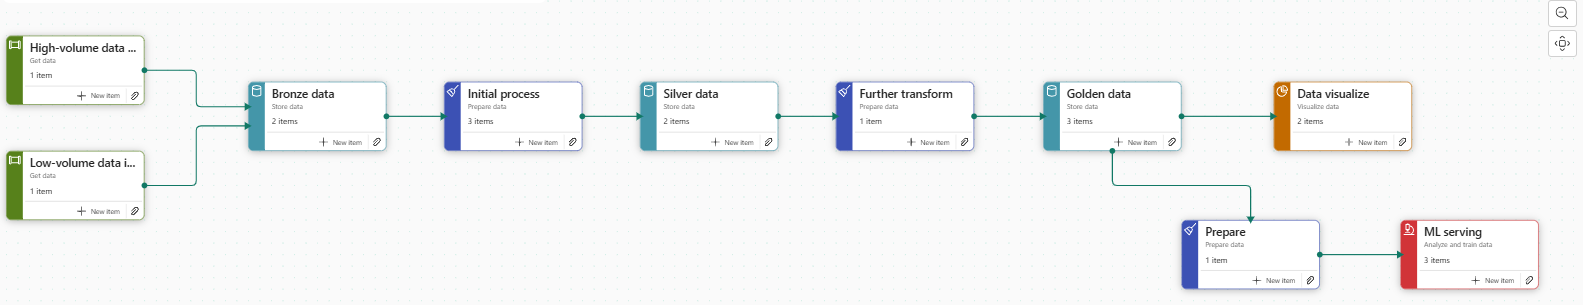 High-volume data ...
Get data
1 item
New item
Low-volume data i...
Get data
1 item
New item
Bronze data
Store data
2 items
New item
Initial process
Prepare data
3 items
New item
Silver data
Store data
2 items
New item
Further transform
Prepare data
1 item
New item
Golden data
Store data
3 items
New item
Data visualize
Visualize data
2 items
New item
Prepare
Prepare data
1 item
New item
ML serving
Analyze and train data
3 items
New item